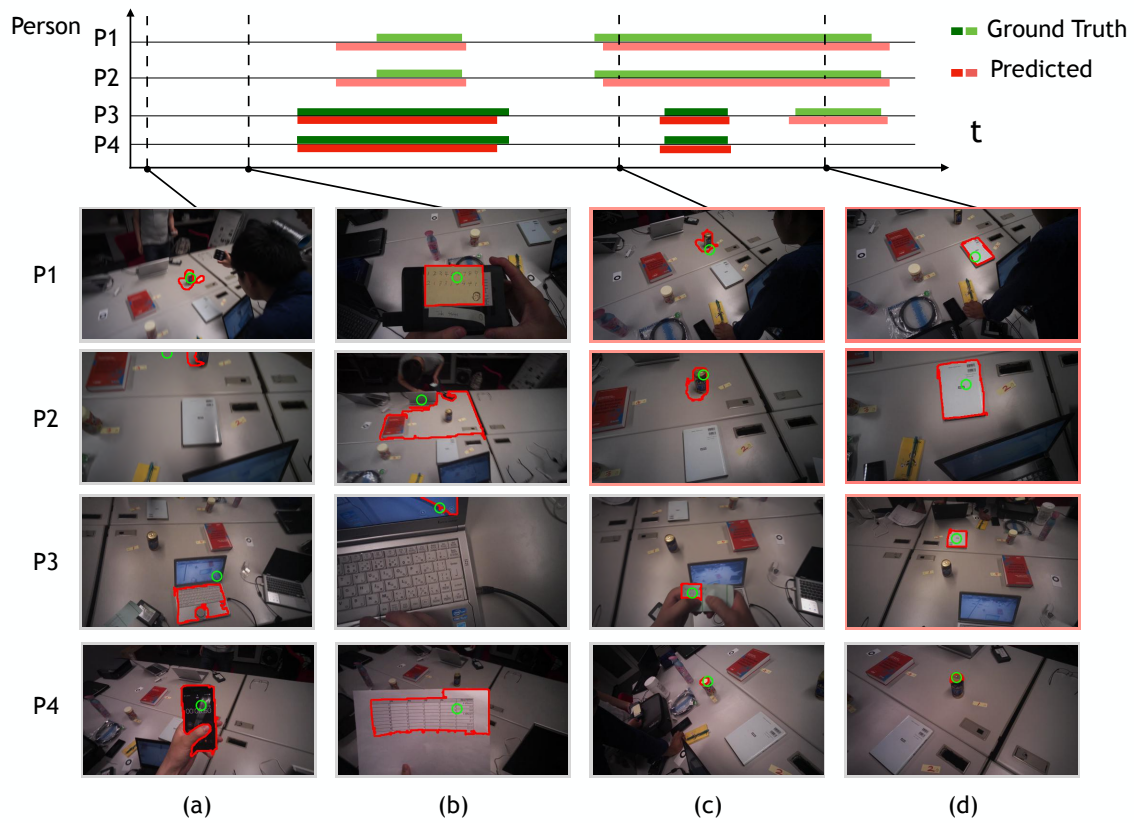 Person
P1
P2
P3
P4
Ground Truth
Predicted
t
P1
P2
P3
P4
(a)
(b)
(c)
(d)